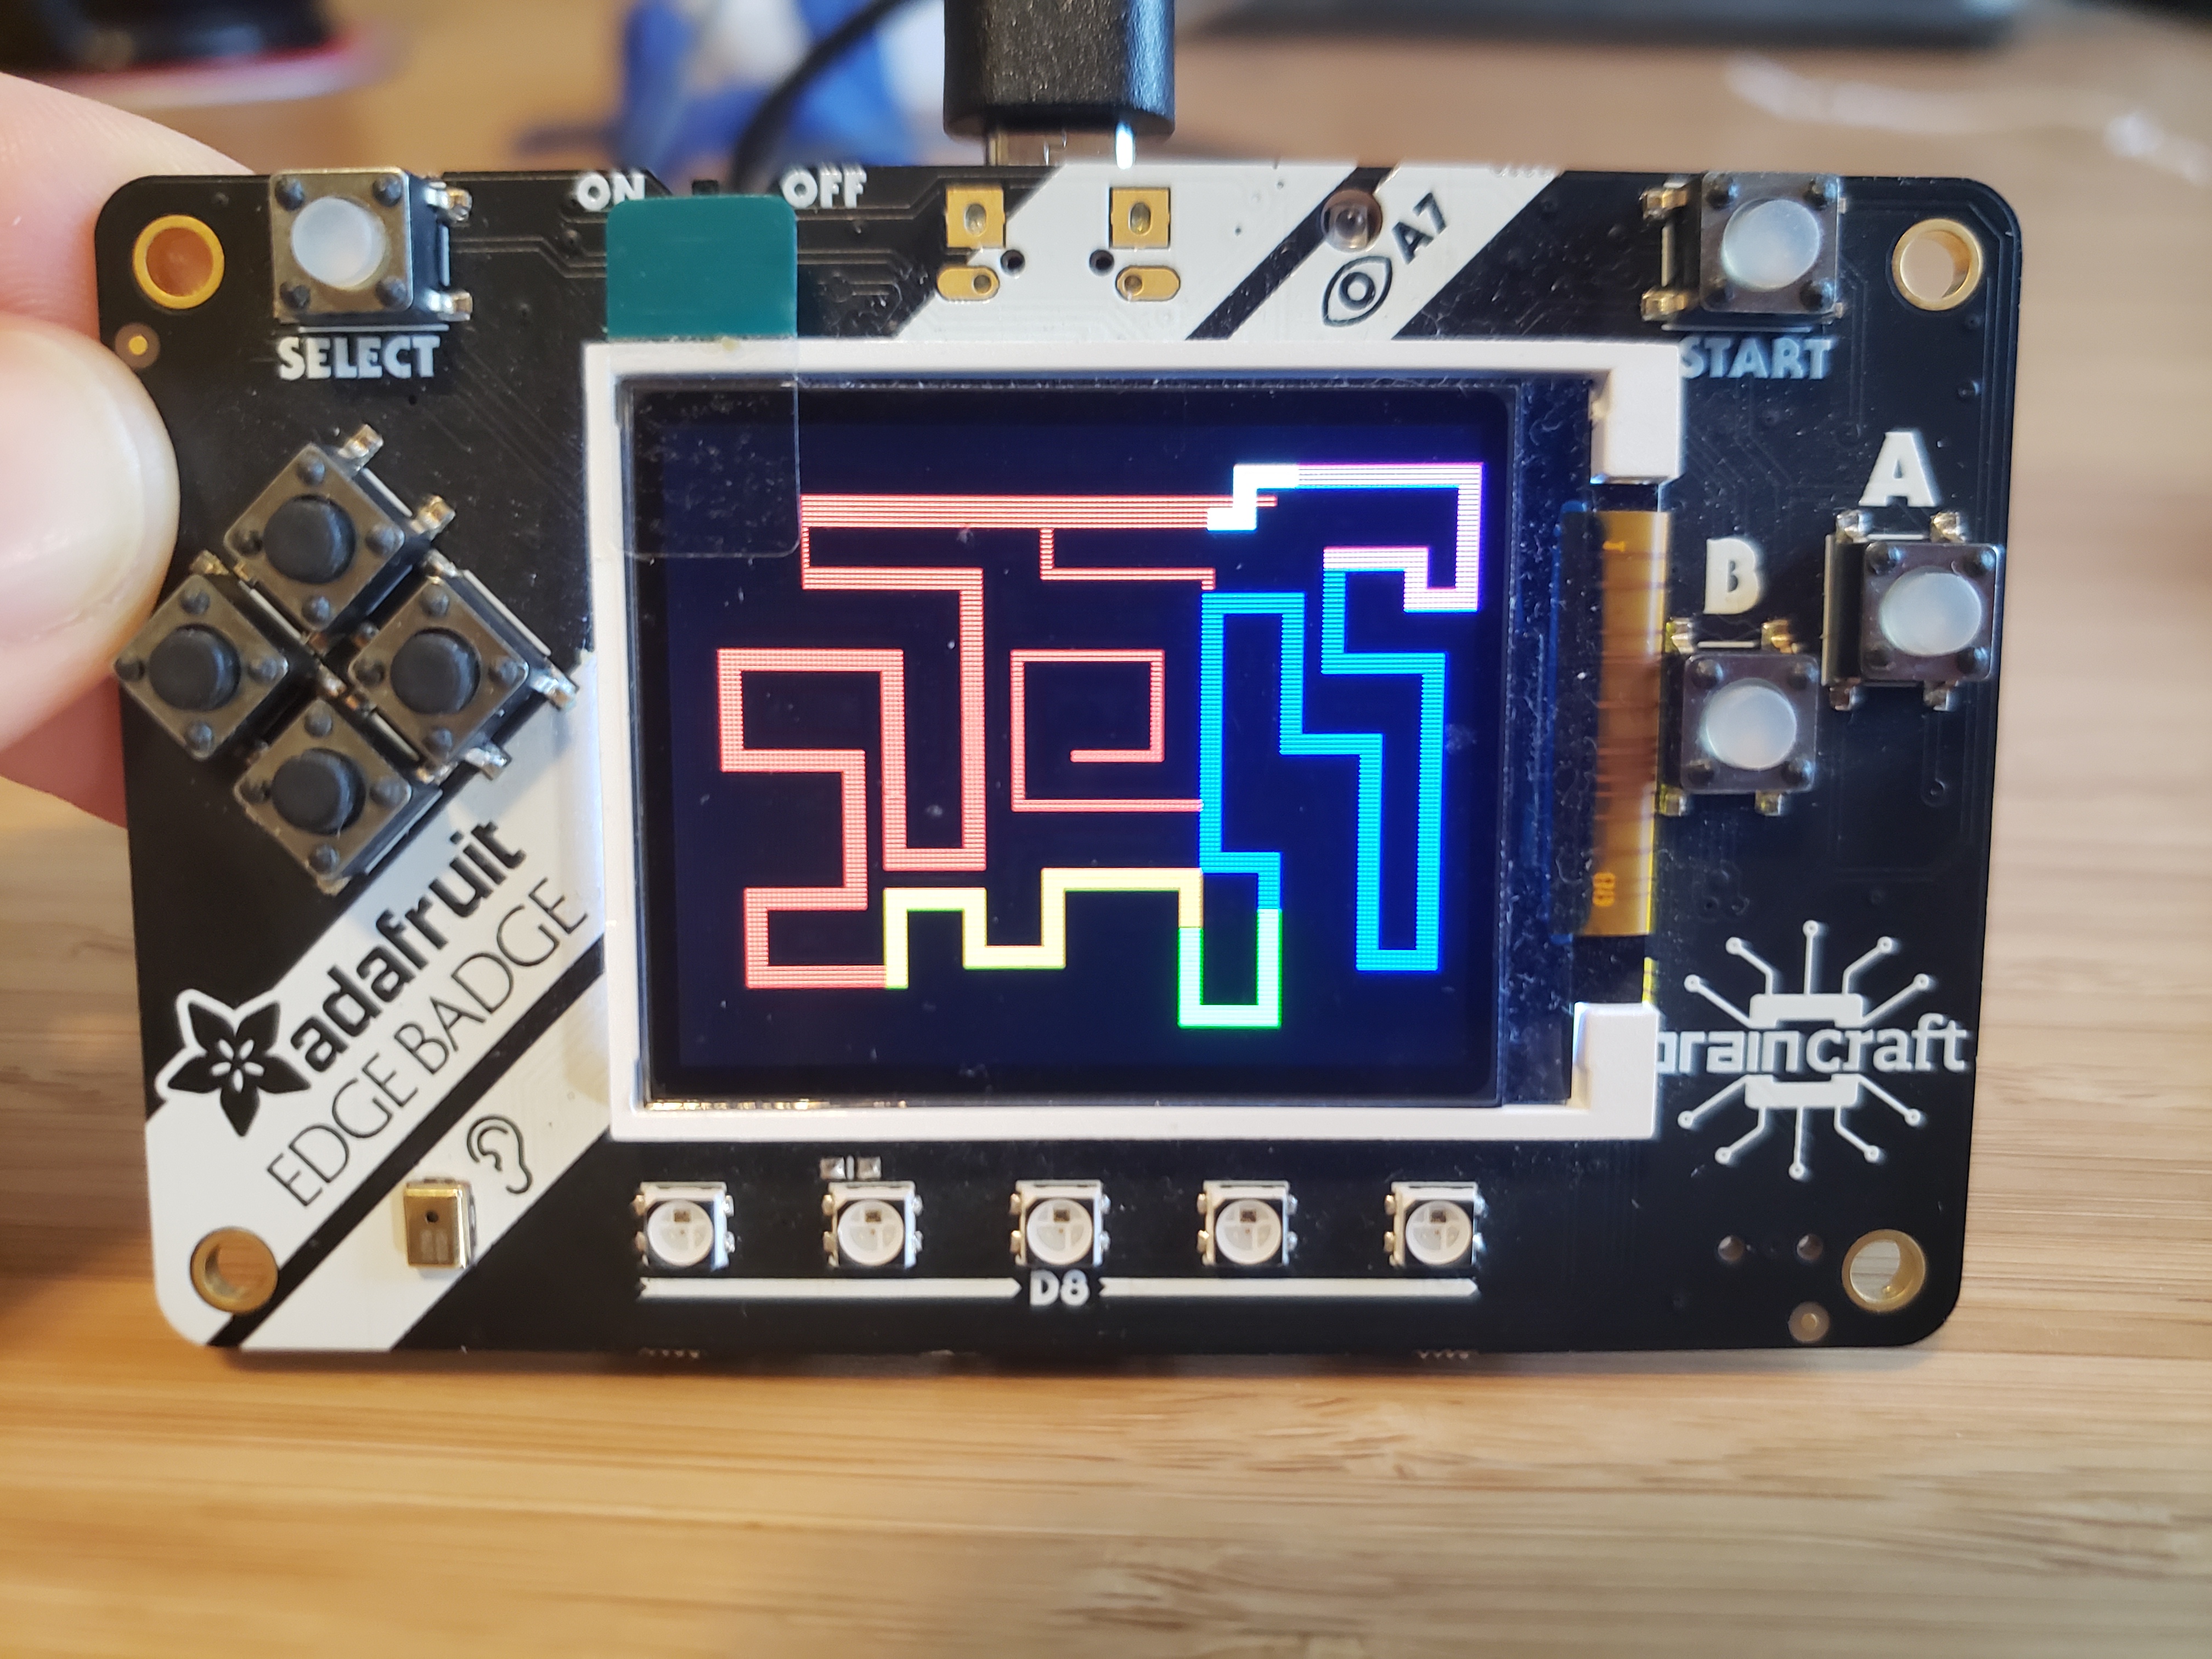 ON OFF
A7
SELECT
START
A
B
adafruit
EDGE BADGE
braincraft
D8